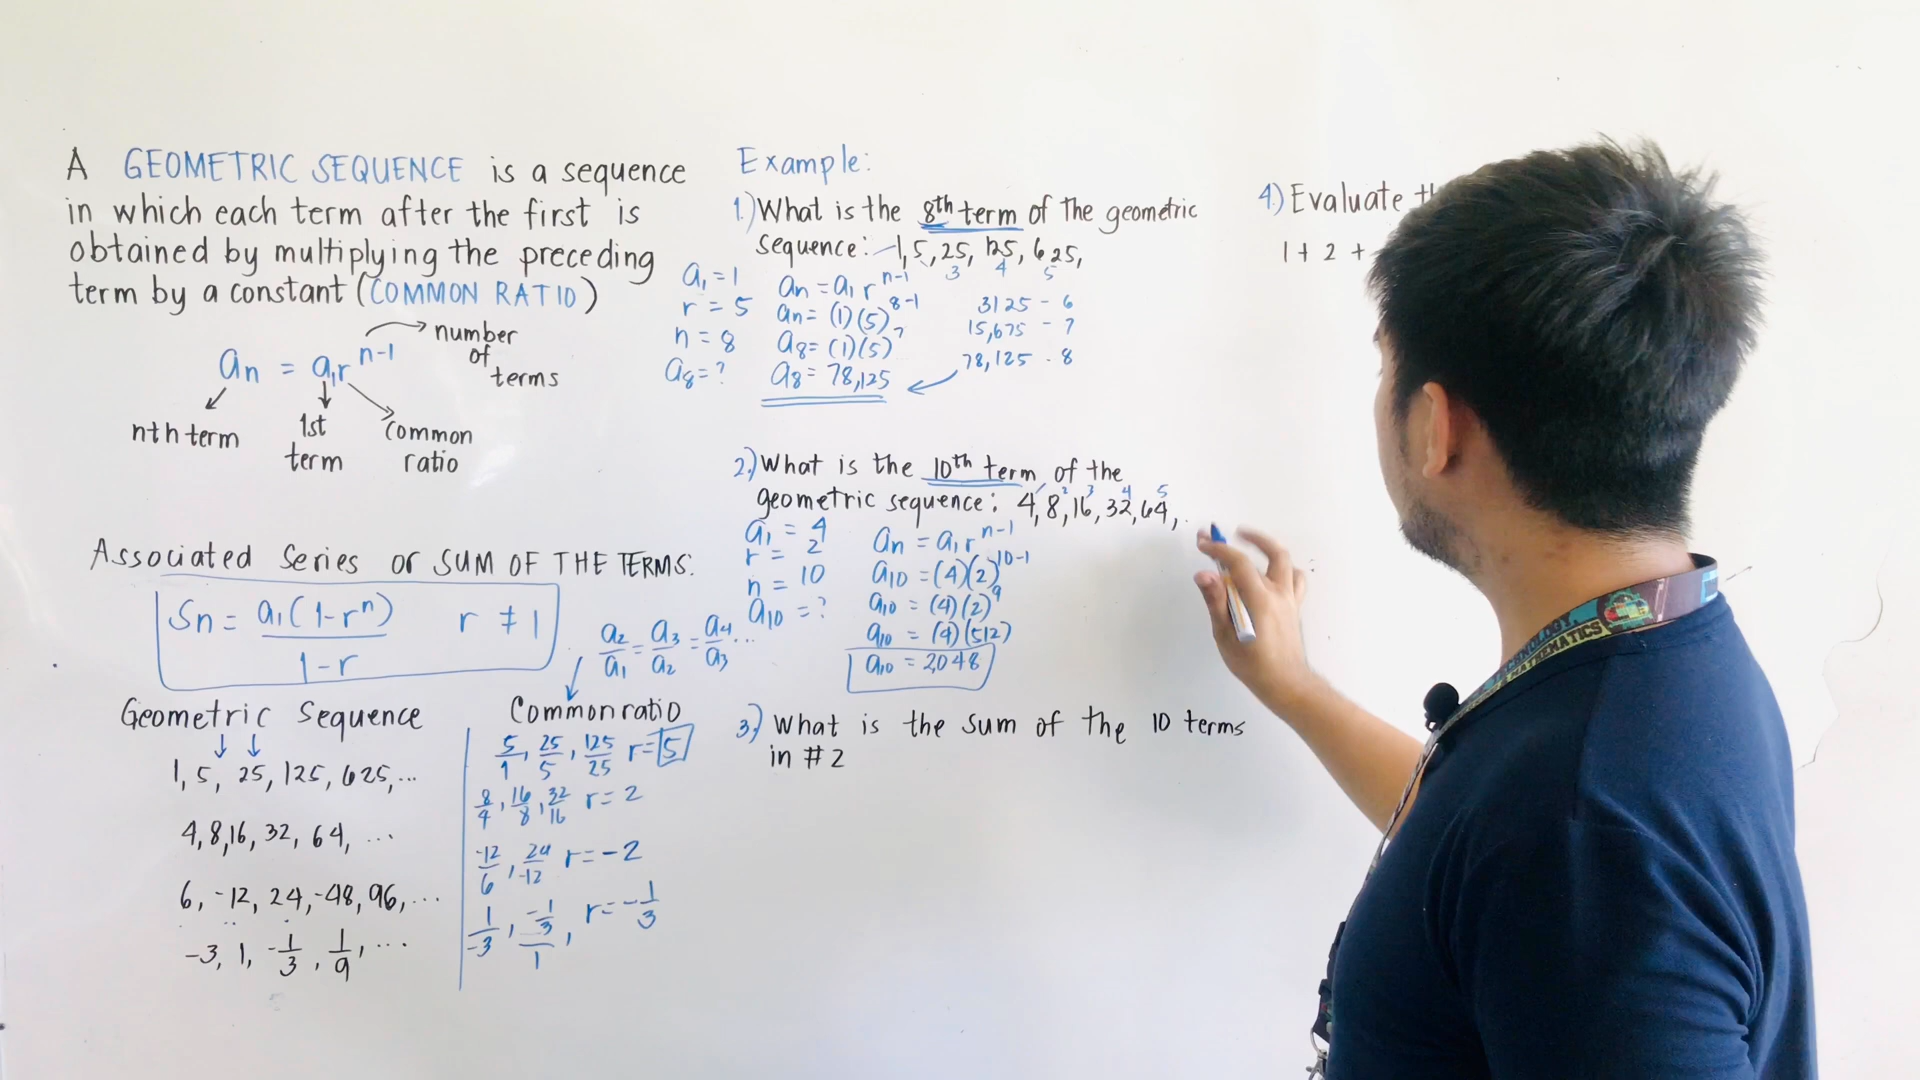 A GEOMETRIC SEQUENCE is a sequence
in which each term after the first is
obtained by multiplying the preceding
term by a constant (COMMON RATIO)
an = a₁r^(n-1)
number
of
terms
nth term
1st
term
common
ratio
Associated Series or SUM OF THE TERMS:
Sn = a₁(1-rⁿ) / 1-r    r ≠ 1
a₂/a₁ = a₃/a₂ = a₄/a₃ ...
Geometric Sequence
1, 5, 25, 125, 625, ...
4, 8, 16, 32, 64, ...
6, -12, 24, -48, 96, ...
-3, 1, -1/3, 1/9, ...
Common ratio
5/1, 25/5, 125/25 r = 5
8/4, 16/8, 32/16 r = 2
-12/6, 24/-12 r = -2
1/-3, -1/3/1, r = -1/3
Example:
1.) What is the 8th term of the geometric
sequence: 1, 5, 25, 125, 625,
3 4 5
a₁ = 1
r = 5
n = 8
a₈ = ?
an = a₁r^(n-1)
an = (1)(5)^(8-1)
a₈ = (1)(5)⁷
a₈ = 78,125
3125 - 6
15,675 - 7
78,125 - 8
2.) What is the 10th term of the
geometric sequence: 4, 8, 16, 32, 64,
2 3 4 5
a₁ = 4
r = 2
n = 10
a₁₀ = ?
an = a₁r^(n-1)
a₁₀ = (4)(2)^(10-1)
a₁₀ = (4)(2)⁹
a₁₀ = (4)(512)
a₁₀ = 2048
3.) What is the sum of the 10 terms
in #2
4.) Evaluate
1 + 2 +
MATHEMATICS